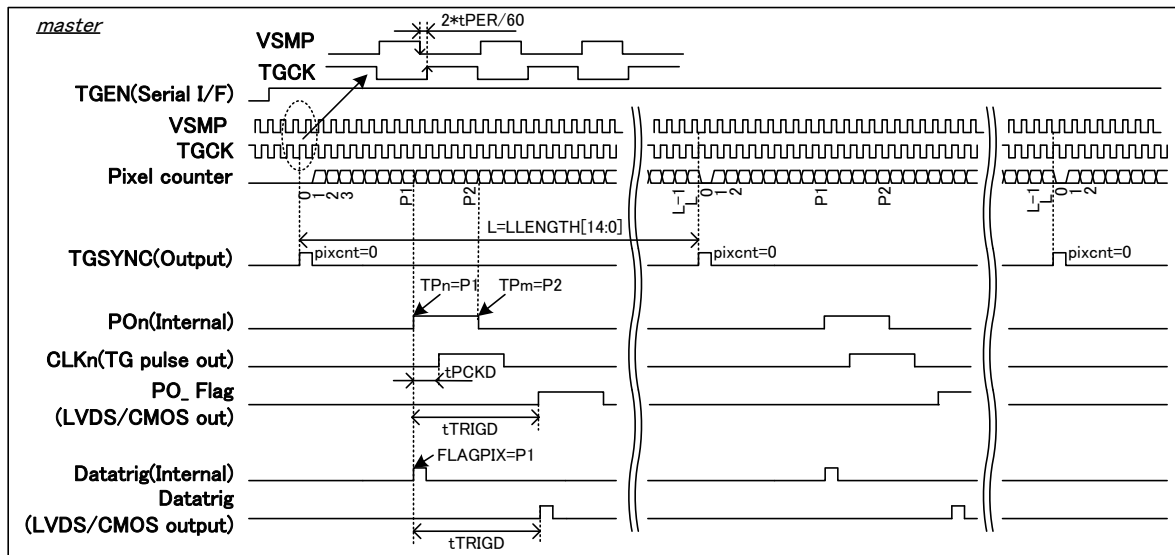 master
2*tPER/60
VSMP
TGCK
TGEN(Serial I/F)
VSMP
TGCK
Pixel counter
0 1 2 3 P1 P2 L-1 L 0 1 2 P1 P2 L-1 L 0 1 2
L=LLENGTH[14:0]
TGSYNC(Output) pixcnt=0 pixcnt=0 pixcnt=0
TPn=P1 TPm=P2
POn(Internal)
CLKn(TG pulse out)
tPCKD
PO_ Flag
(LVDS/CMOS out)
tTRIGD
FLAGPIX=P1
Datatrig(Internal)
Datatrig
(LVDS/CMOS output)
tTRIGD